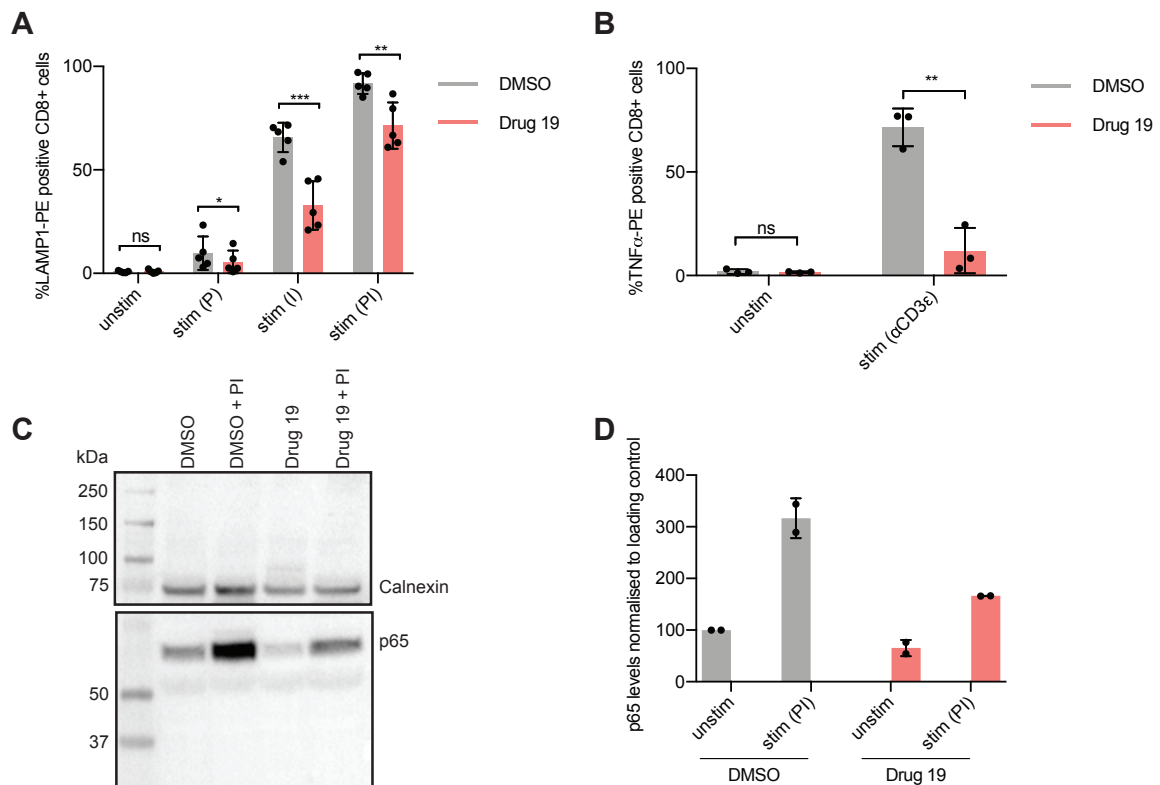 A
%LAMP1-PE positive CD8+ cells
100
50
0
ns
*
***
**
unstim
stim (P)
stim (I)
stim (PI)
DMSO
Drug 19
B
%TNFα-PE positive CD8+ cells
100
50
0
ns
**
unstim
stim (αCD3ε)
DMSO
Drug 19
C
kDa
DMSO
DMSO + PI
Drug 19
Drug 19 + PI
250
150
100
75
Calnexin
p65
50
37
D
p65 levels normalised to loading control
400
300
200
100
0
unstim
stim (PI)
unstim
stim (PI)
DMSO
Drug 19